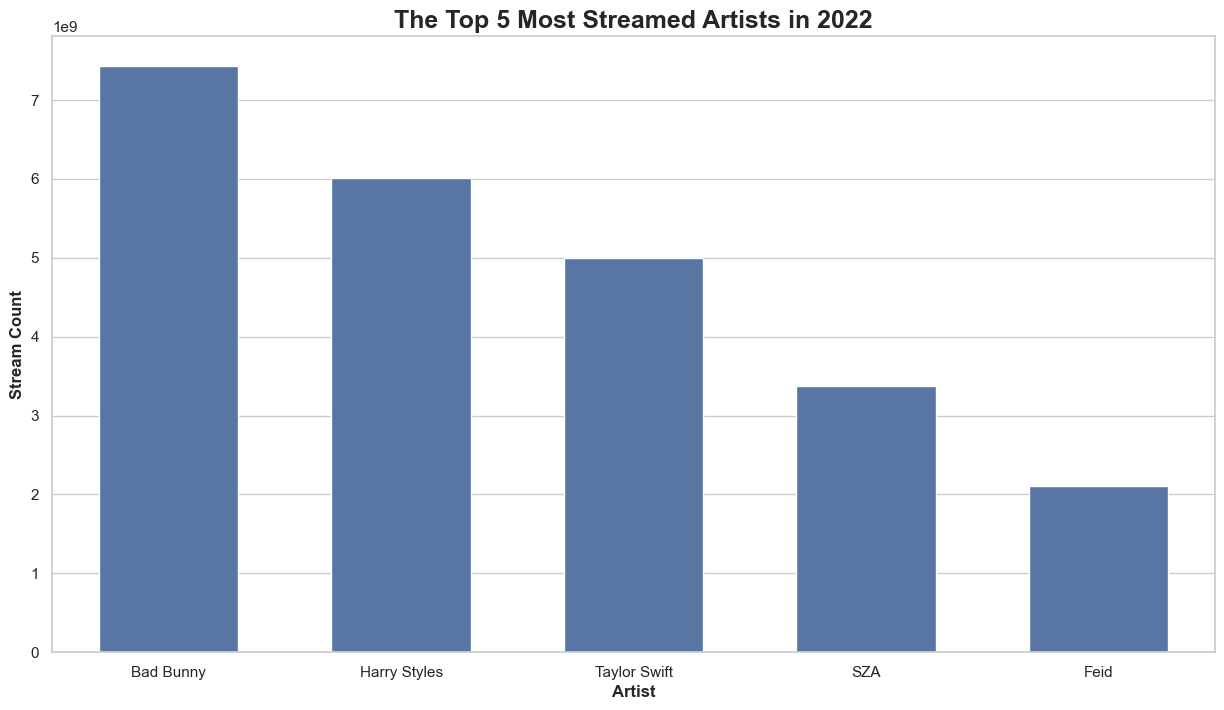 The Top 5 Most Streamed Artists in 2022
1e9
7
6
5
4
3
2
1
0
Stream Count
Bad Bunny Harry Styles Taylor Swift SZA Feid
Artist